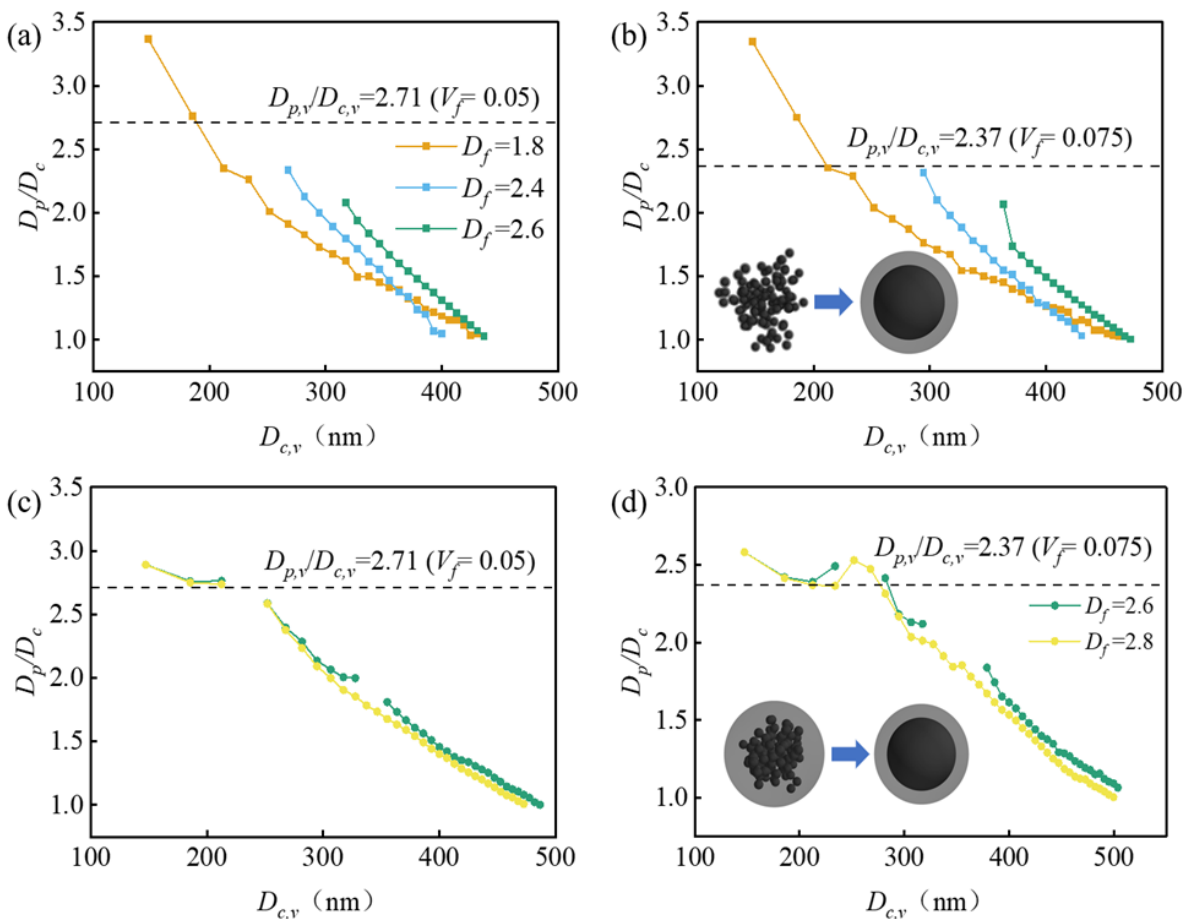 (a)
3.5
3.0
2.5
2.0
1.5
1.0
D_p/D_c
D_{p,v}/D_{c,v}=2.71 (V_f= 0.05)
D_f=1.8
D_f=2.4
D_f=2.6
100 200 300 400 500
D_{c,v}（nm）
(b)
3.5
3.0
2.5
2.0
1.5
1.0
D_p/D_c
D_{p,v}/D_{c,v}=2.37 (V_f= 0.075)
100 200 300 400 500
D_{c,v}（nm）
(c)
3.5
3.0
2.5
2.0
1.5
1.0
D_p/D_c
D_{p,v}/D_{c,v}=2.71 (V_f= 0.05)
100 200 300 400 500
D_{c,v}（nm）
(d)
3.0
2.5
2.0
1.5
1.0
D_p/D_c
D_{p,v}/D_{c,v}=2.37 (V_f= 0.075)
D_f=2.6
D_f=2.8
100 200 300 400 500
D_{c,v}（nm）